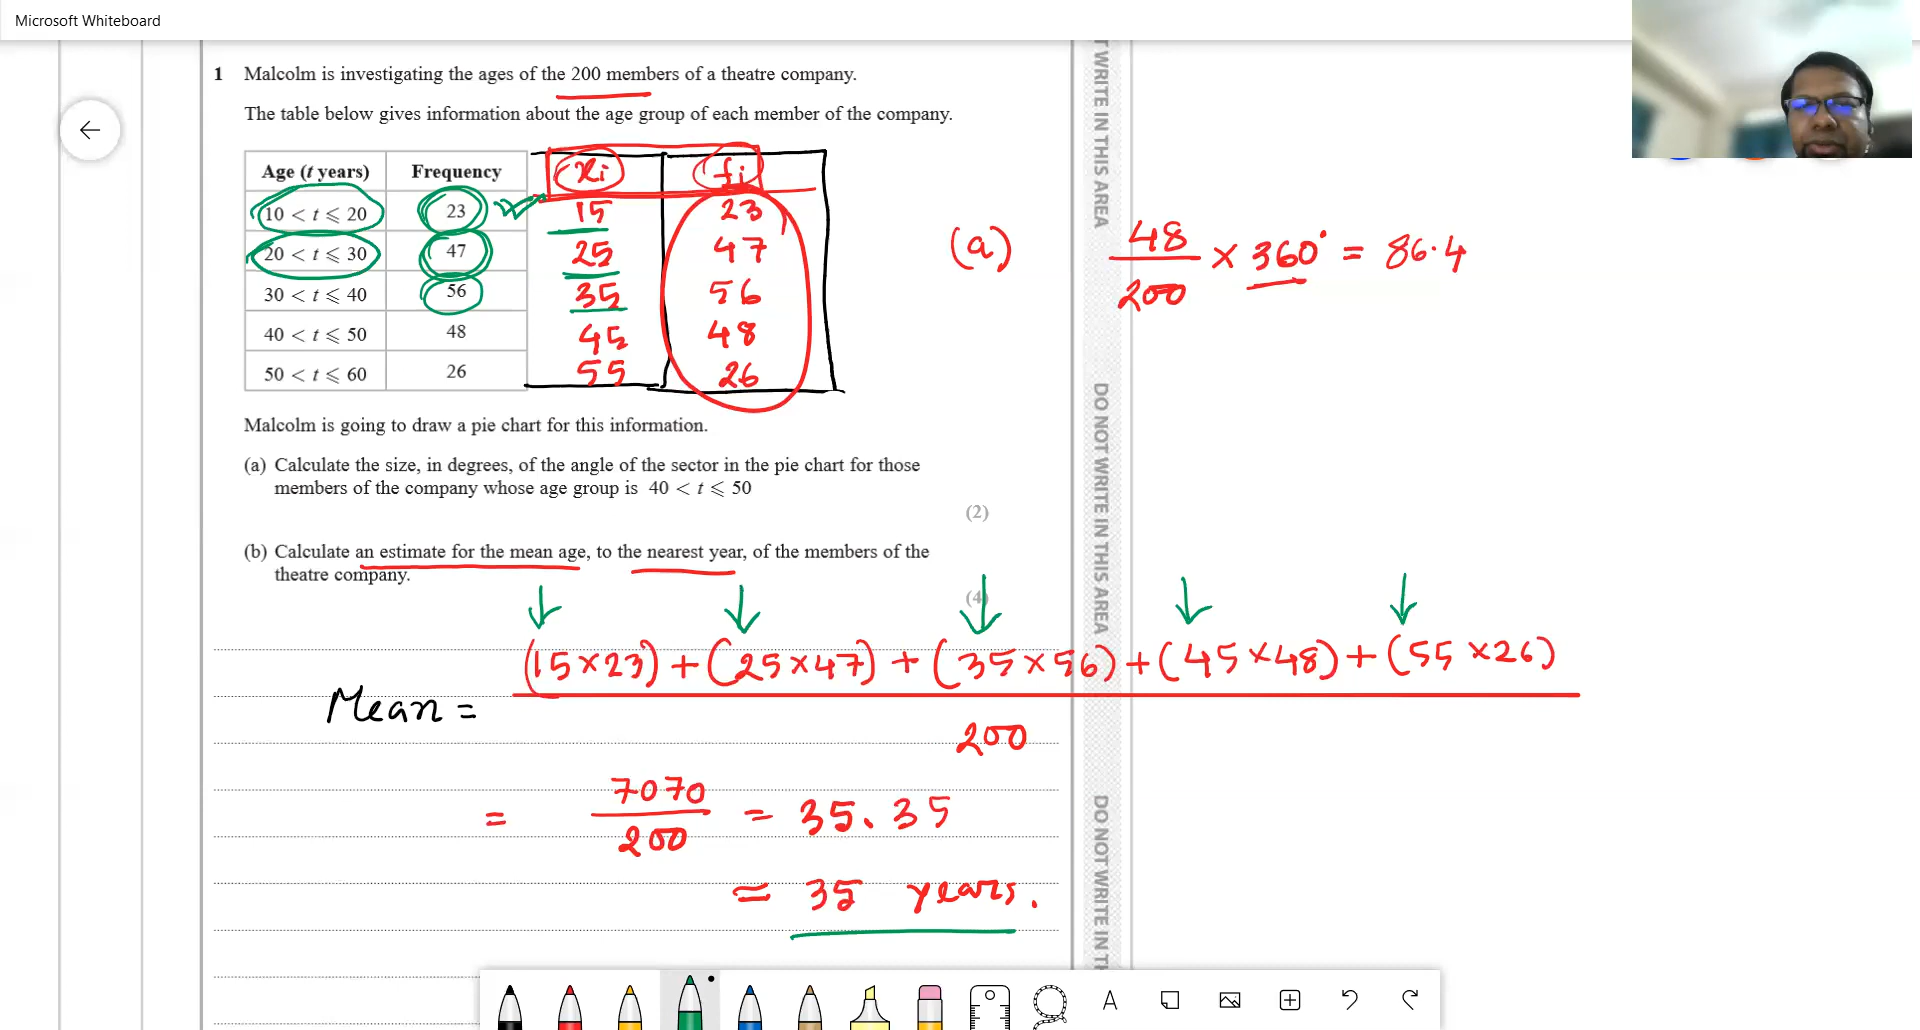 Microsoft Whiteboard
1 Malcolm is investigating the ages of the 200 members of a theatre company.
The table below gives information about the age group of each member of the company.
Age (t years) Frequency xi fi
10 < t ⩽ 20 23 15 23
20 < t ⩽ 30 47 25 47
30 < t ⩽ 40 56 35 56
40 < t ⩽ 50 48 45 48
50 < t ⩽ 60 26 55 26
(a) 48/200 × 360° = 86.4
Malcolm is going to draw a pie chart for this information.
(a) Calculate the size, in degrees, of the angle of the sector in the pie chart for those
members of the company whose age group is 40 < t ⩽ 50
(2)
(b) Calculate an estimate for the mean age, to the nearest year, of the members of the
theatre company.
(4)
(15×23) + (25×47) + (35×56) + (45×48) + (55×26)
Mean =
200
= 7070/200 = 35.35
≈ 35 years.
T WRITE IN THIS AREA
DO NOT WRITE IN THIS AREA
DO NOT WRITE IN TH
A